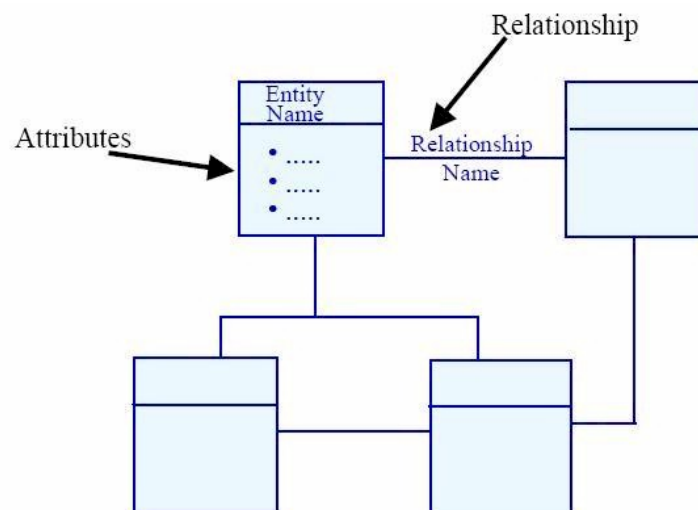 Relationship
Entity
Name
Attributes
• .....
• .....
• .....
Relationship
Name